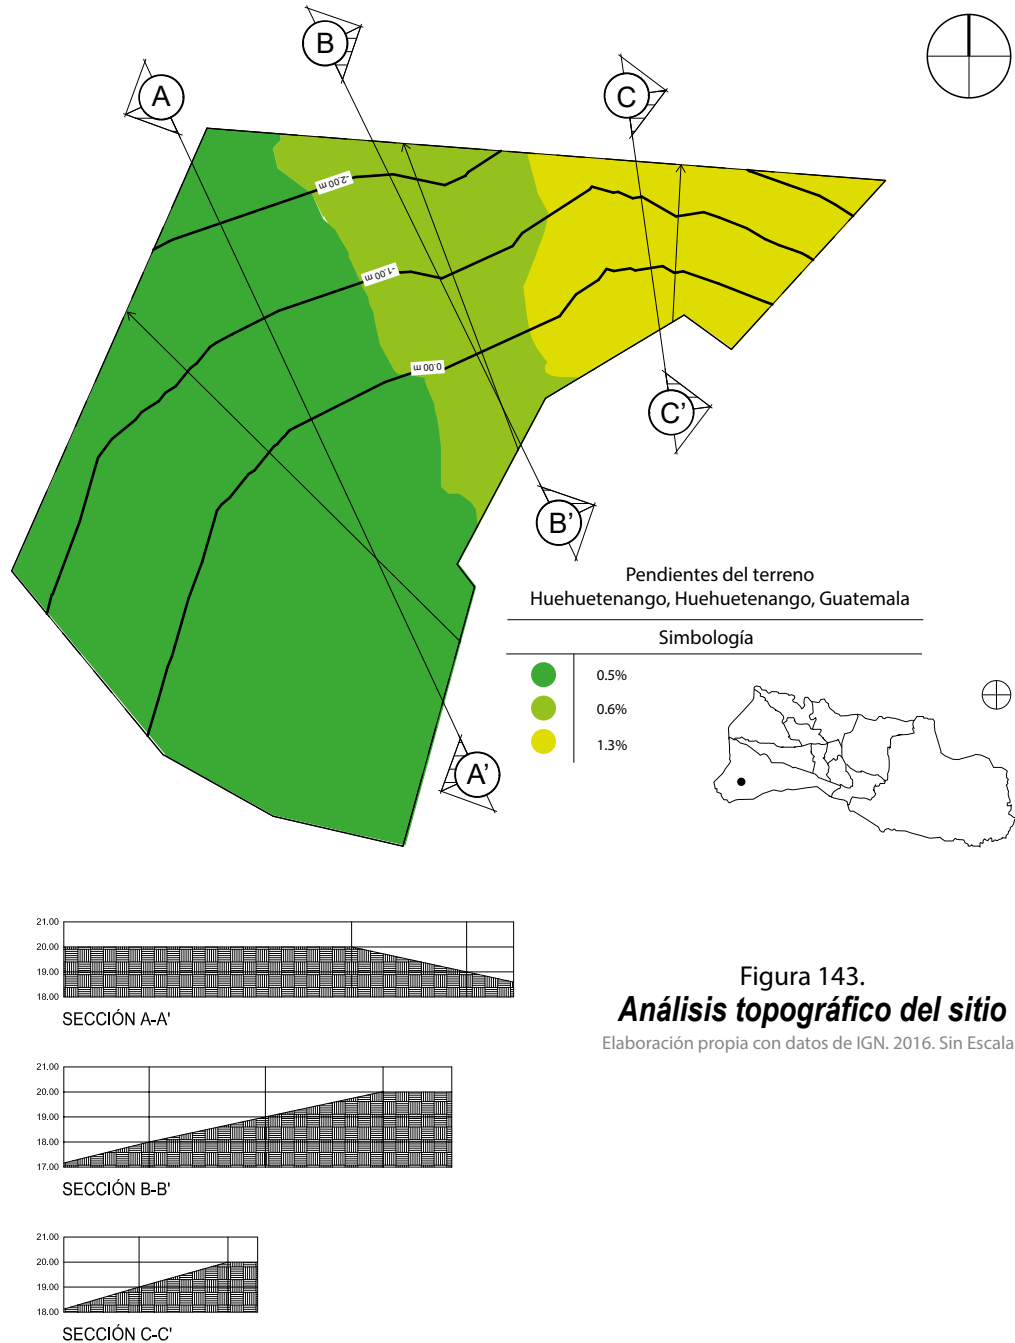 B
A
C
-2.00 m
-1.00 m
0.00 m
C'
B'
A'
Pendientes del terreno
Huehuetenango, Huehuetenango, Guatemala
Simbología
0.5%
0.6%
1.3%
21.00
20.00
19.00
18.00
SECCIÓN A-A'
Figura 143.
Análisis topográfico del sitio
Elaboración propia con datos de IGN. 2016. Sin Escala
21.00
20.00
19.00
18.00
17.00
SECCIÓN B-B'
21.00
20.00
19.00
18.00
SECCIÓN C-C'